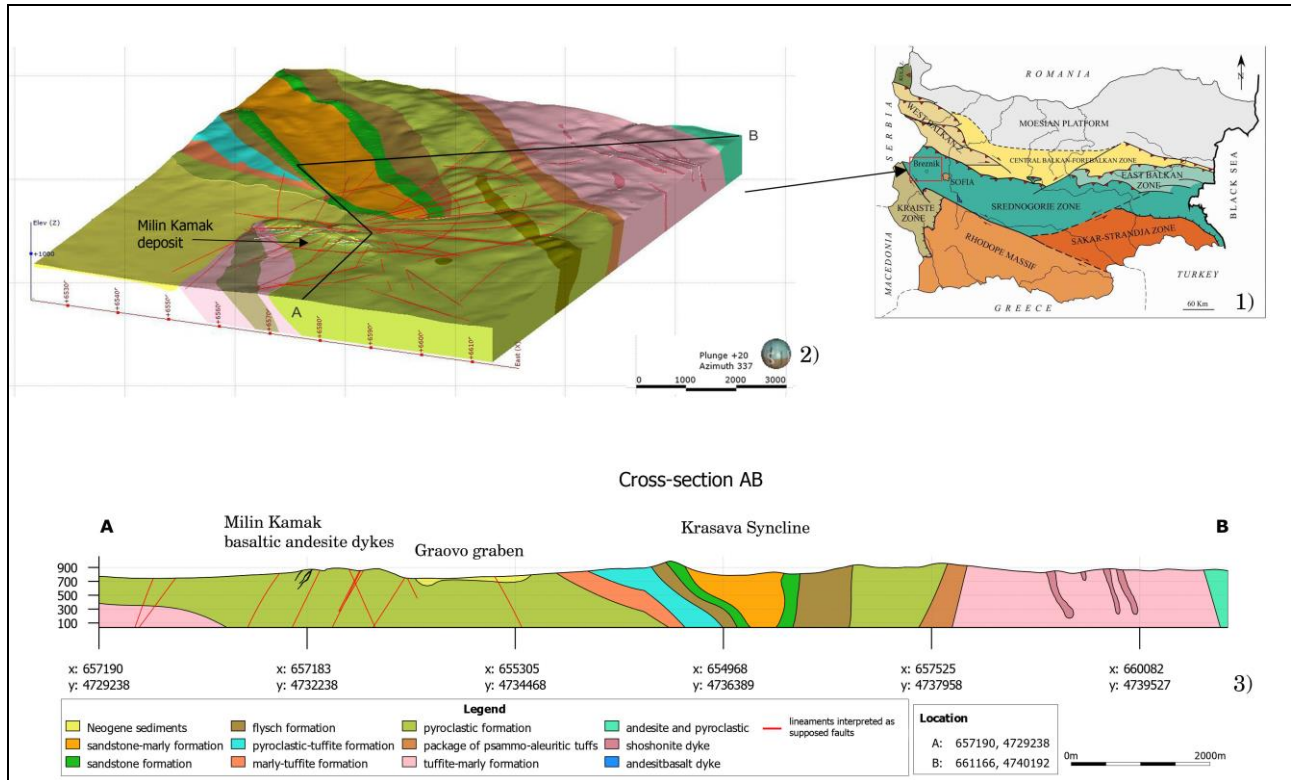 B
Milin Kamak
deposit
Elev (Z)
+1000
A
+6530°
+6540°
+6550°
+6560°
+6570°
+6580°
+6590°
+6600°
+6610°
East (X)
Plunge +20
Azimuth 337
0 1000 2000 3000
2)
ROMANIA
N
SERBIA
WEST BALKAN Z.
MOESIAN PLATFORM
CENTRAL BALKAN-FOREBALKAN ZONE
Breznik
SOFIA
EAST BALKAN
ZONE
BLACK SEA
KRAISTE
ZONE
SREDNOGORIE ZONE
MACEDONIA
RHODOPE MASSIF
SAKAR-STRANDJA ZONE
TURKEY
GREECE
60 Km
1)
Cross-section AB
A
Milin Kamak
basaltic andesite dykes
Graovo graben
Krasava Syncline
B
900
700
500
300
100
x: 657190 x: 657183 x: 655305 x: 654968 x: 657525 x: 660082
y: 4729238 y: 4732238 y: 4734468 y: 4736389 y: 4737958 y: 4739527
3)
Legend
Neogene sediments flysch formation pyroclastic formation andesite and pyroclastic lineaments interpreted as
supposed faults
sandstone-marly formation pyroclastic-tuffite formation package of psammo-aleuritic tuffs shoshonite dyke
sandstone formation marly-tuffite formation tuffite-marly formation andesitbasalt dyke
Location
A: 657190, 4729238
B: 661166, 4740192
0m 2000m